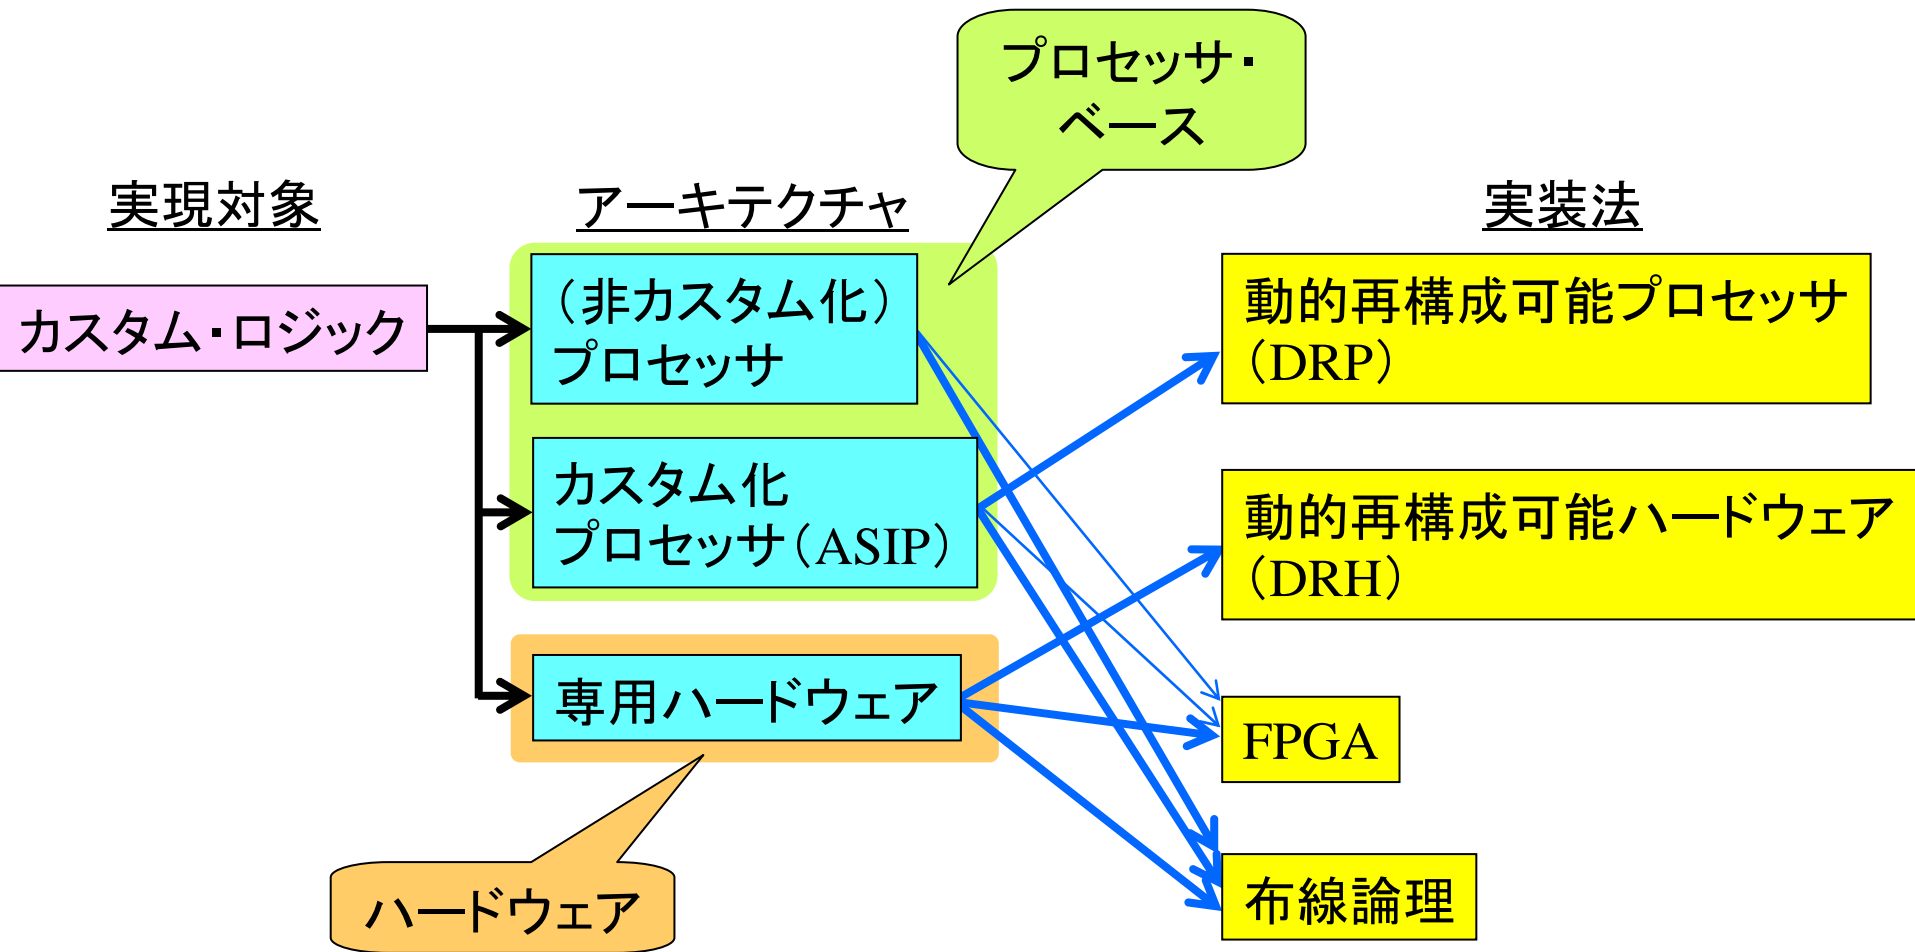 プロセッサ・
ベース
実現対象
アーキテクチャ
実装法
カスタム・ロジック
（非カスタム化）
プロセッサ
カスタム化
プロセッサ（ASIP）
専用ハードウェア
ハードウェア
動的再構成可能プロセッサ
（DRP）
動的再構成可能ハードウェア
（DRH）
FPGA
布線論理